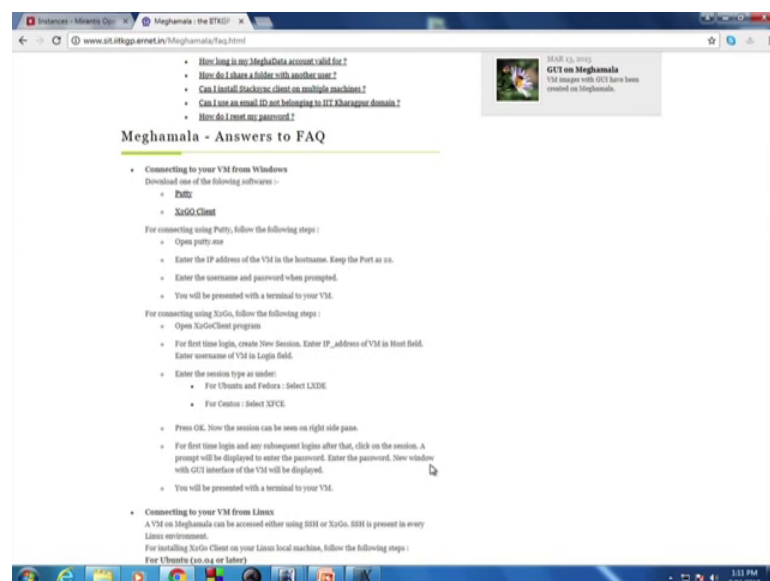 Instances - Mirantis Ope
Meghamala : the IITKGP
www.sit.iitkgp.ernet.in/Meghamala/faq.html
How long is my MeghaData account valid for ?
How do I share a folder with another user ?
Can I install Stacksync client on multiple machines ?
Can I use an email ID not belonging to IIT Kharagpur domain ?
How do I reset my password ?
MAR 13, 2015
GUI on Meghamala
VM images with GUI have been
created on Meghamala.
Meghamala - Answers to FAQ
Connecting to your VM from Windows
Download one of the folowing softwares :-
Putty
X2GO Client
For connecting using Putty, follow the following steps :
Open putty.exe
Enter the IP address of the VM in the hostname. Keep the Port as 22.
Enter the username and password when prompted.
You will be presented with a terminal to your VM.
For connecting using X2Go, follow the following steps :
Open X2GoClient program
For first time login, create New Session. Enter IP_address of VM in Host field.
Enter username of VM in Login field.
Enter the session type as under:
For Ubuntu and Fedora : Select LXDE
For Centos : Select XFCE
Press OK. Now the session can be seen on right side pane.
For first time login and any subsequent logins after that, click on the session. A
prompt will be displayed to enter the password. Enter the password. New window
with GUI interface of the VM will be displayed.
You will be presented with a terminal to your VM.
Connecting to your VM from Linux
A VM on Meghamala can be accessed either using SSH or X2Go. SSH is present in every
Linux environment.
For installing X2Go Client on your Linux local machine, follow the following steps :
For Ubuntu (10.04 or later)
1:11 PM